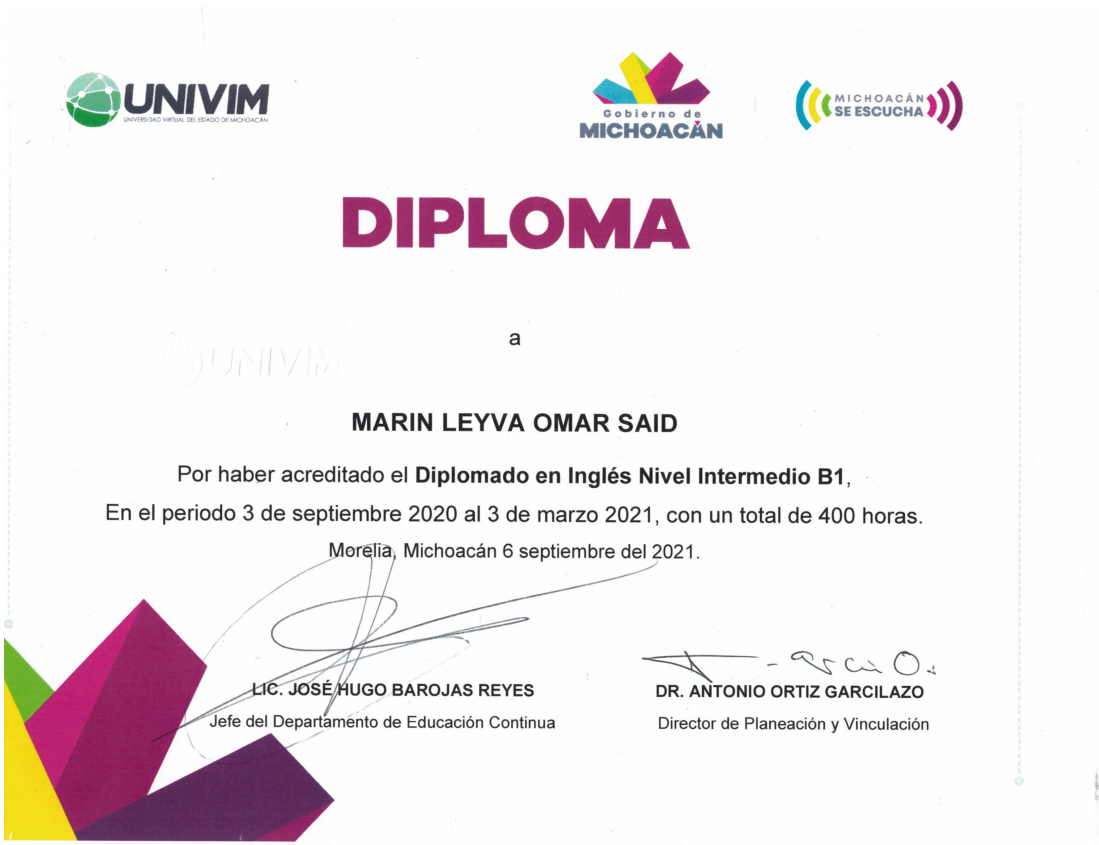 UNIVIM
UNIVERSIDAD VIRTUAL DEL ESTADO DE MICHOACÁN
Gobierno de
MICHOACÁN
MICHOACÁN
SE ESCUCHA
DIPLOMA
a
UNIVIM
MARIN LEYVA OMAR SAID
Por haber acreditado el Diplomado en Inglés Nivel Intermedio B1,
En el periodo 3 de septiembre 2020 al 3 de marzo 2021, con un total de 400 horas.
Morelia, Michoacán 6 septiembre del 2021.
LIC. JOSÉ HUGO BAROJAS REYES
Jefe del Departamento de Educación Continua
DR. ANTONIO ORTIZ GARCILAZO
Director de Planeación y Vinculación